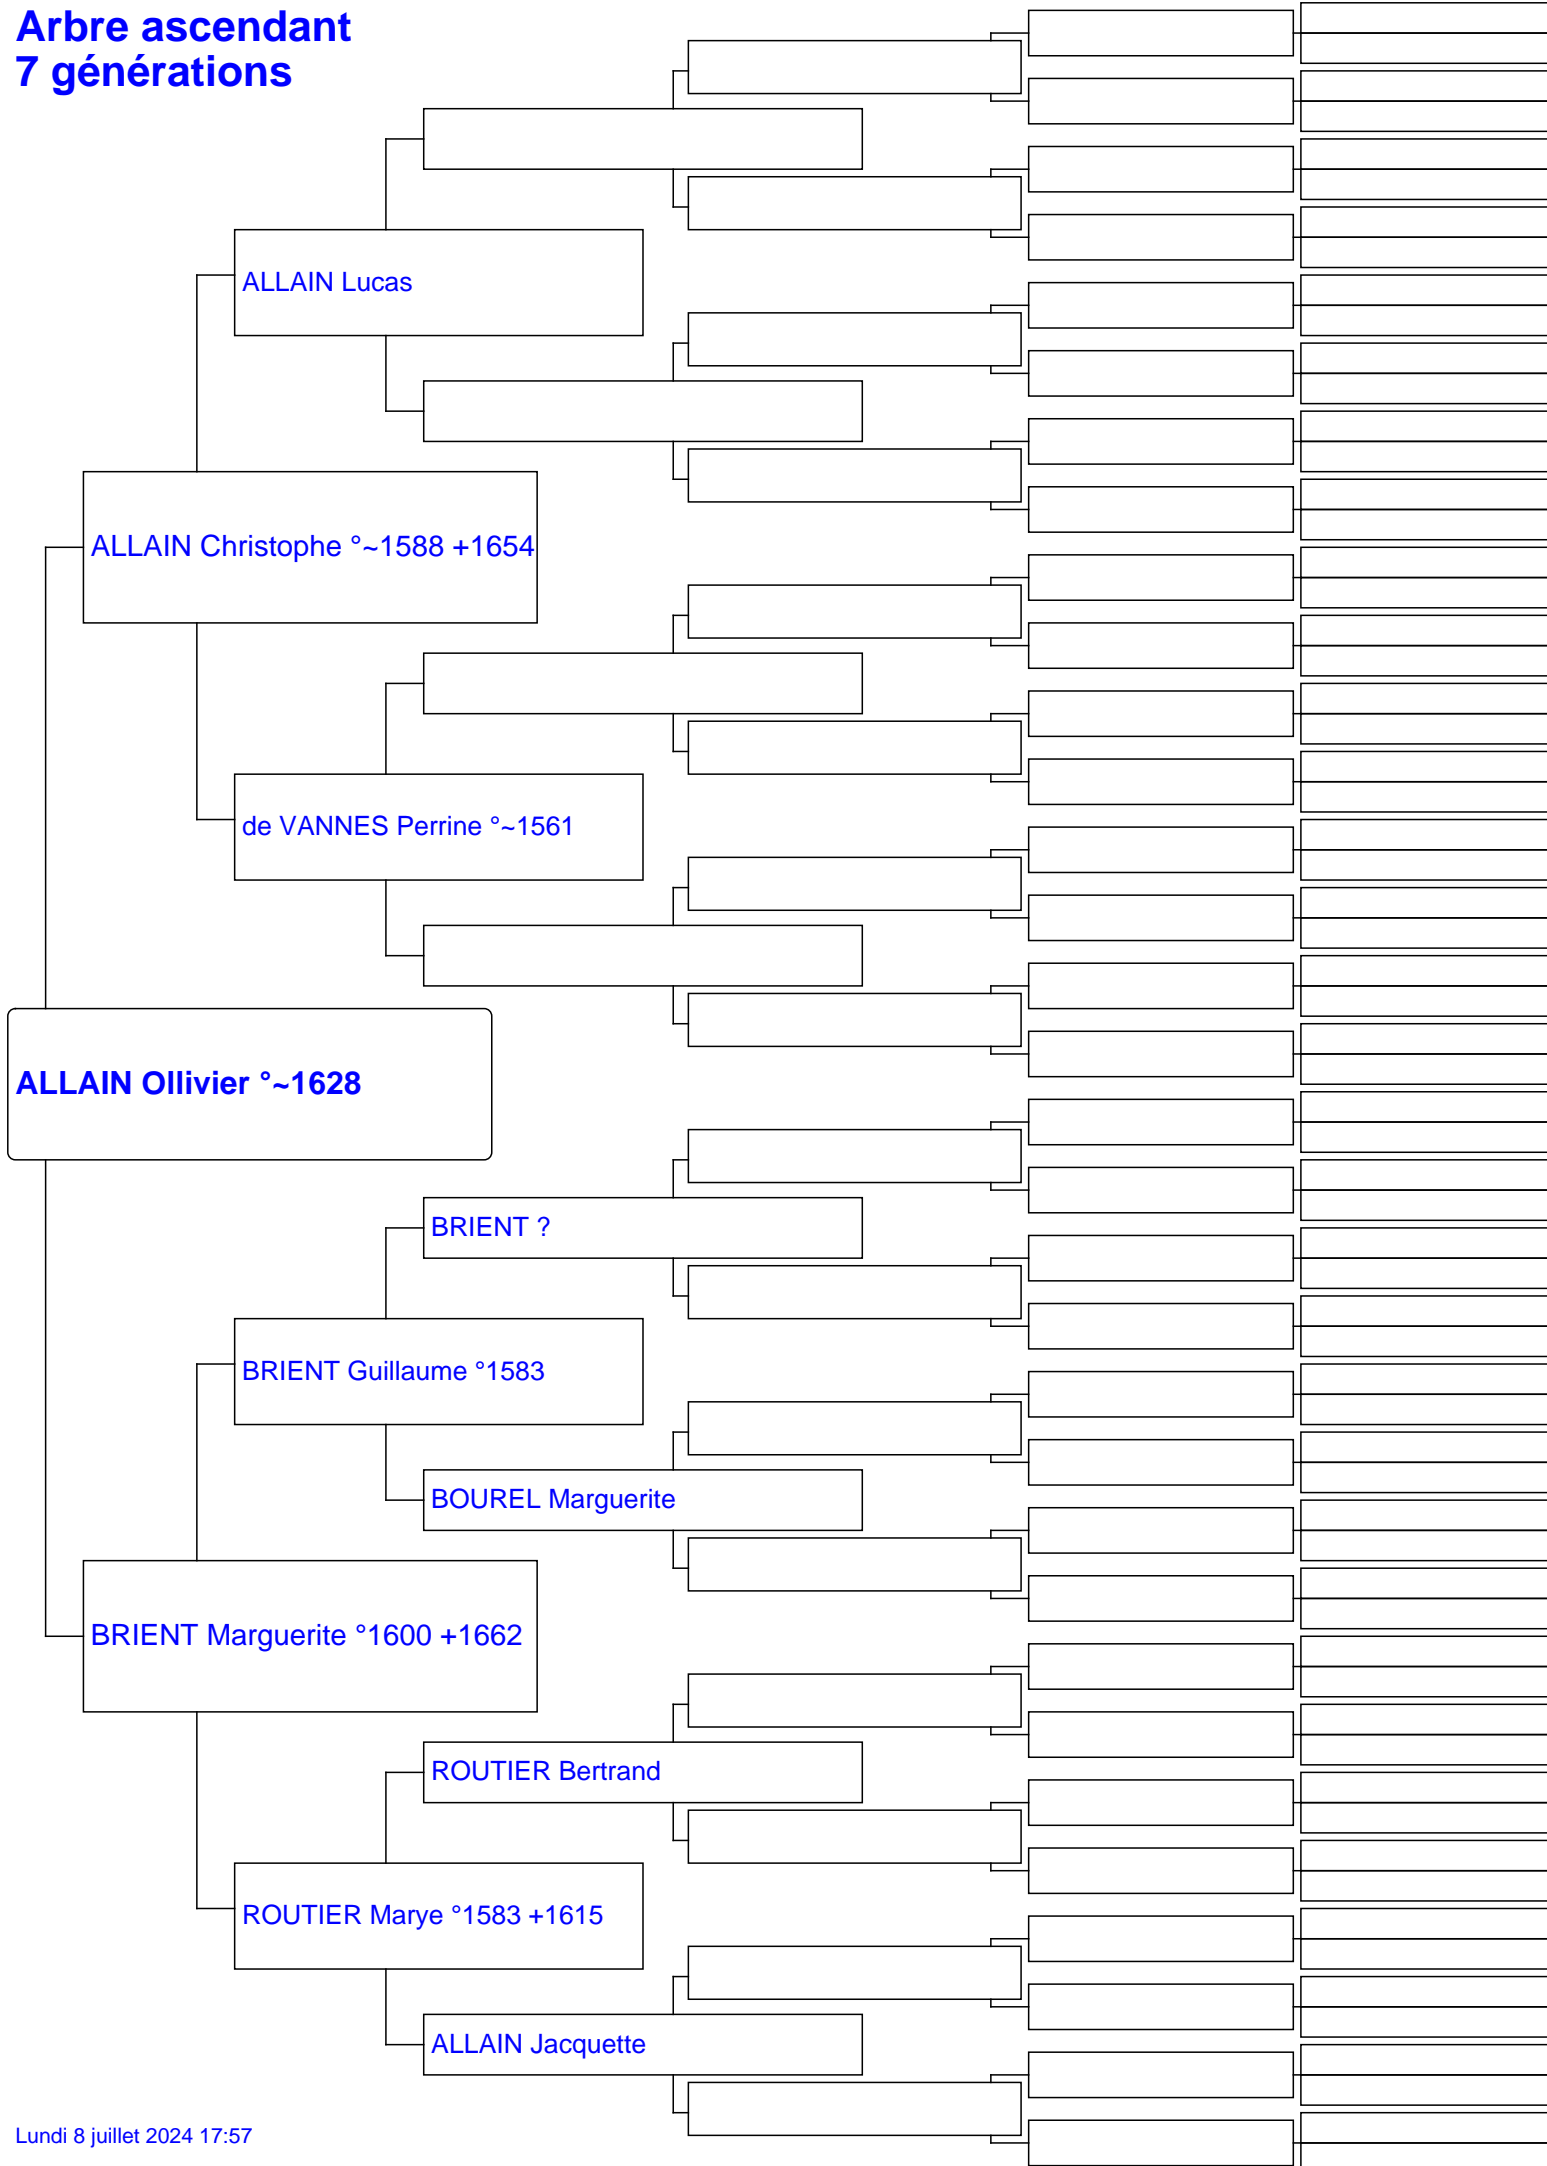 Arbre ascendant
7 générations
ALLAIN Lucas
ALLAIN Christophe °~1588 +1654
de VANNES Perrine °~1561
ALLAIN Ollivier °~1628
BRIENT ?
BRIENT Guillaume °1583
BOUREL Marguerite
BRIENT Marguerite °1600 +1662
ROUTIER Bertrand
ROUTIER Marye °1583 +1615
ALLAIN Jacquette
Lundi 8 juillet 2024 17:57